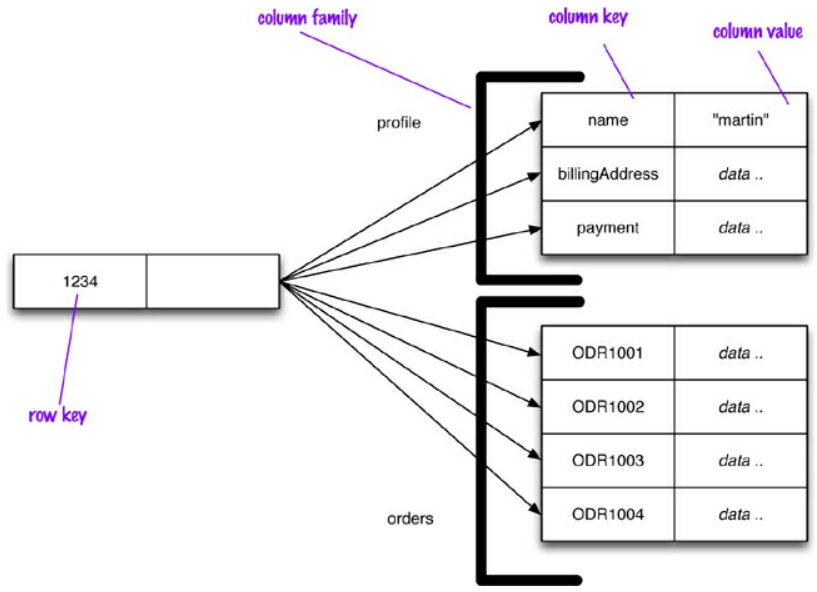 column family
column key
column value
profile
name
"martin"
billingAddress
data ..
payment
data ..
1234
row key
ODR1001
data ..
ODR1002
data ..
ODR1003
data ..
ODR1004
data ..
orders